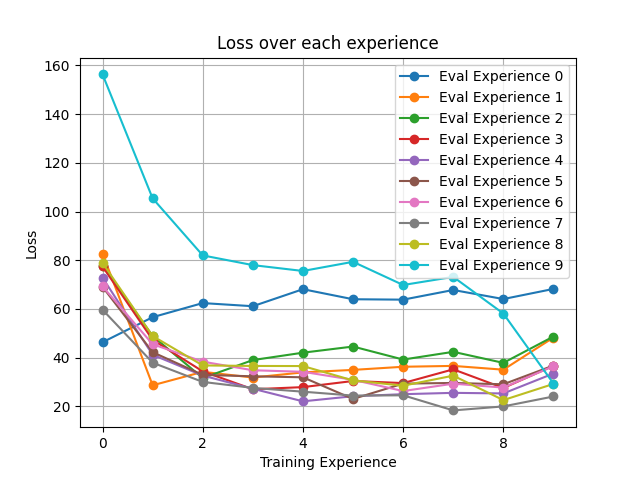 Loss over each experience
160
140
120
100
80
60
40
20
Loss
0
2
4
6
8
Training Experience
Eval Experience 0
Eval Experience 1
Eval Experience 2
Eval Experience 3
Eval Experience 4
Eval Experience 5
Eval Experience 6
Eval Experience 7
Eval Experience 8
Eval Experience 9